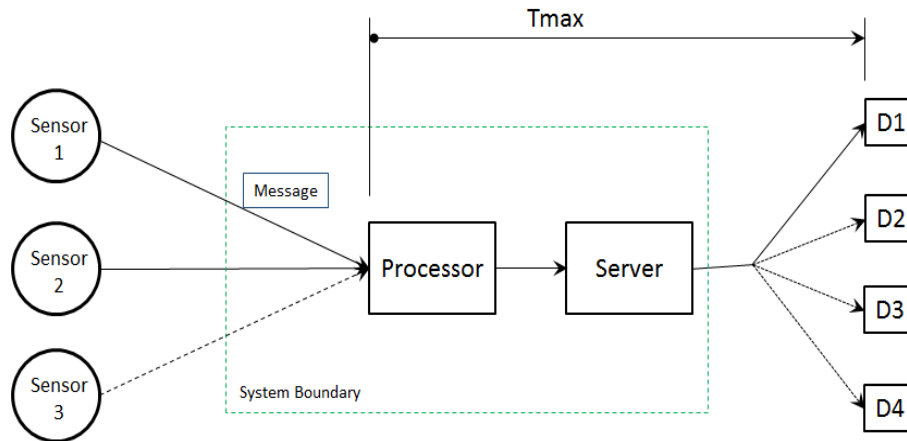 Tmax
Sensor
1
Message
Sensor
2
Processor
Server
Sensor
3
System Boundary
D1
D2
D3
D4